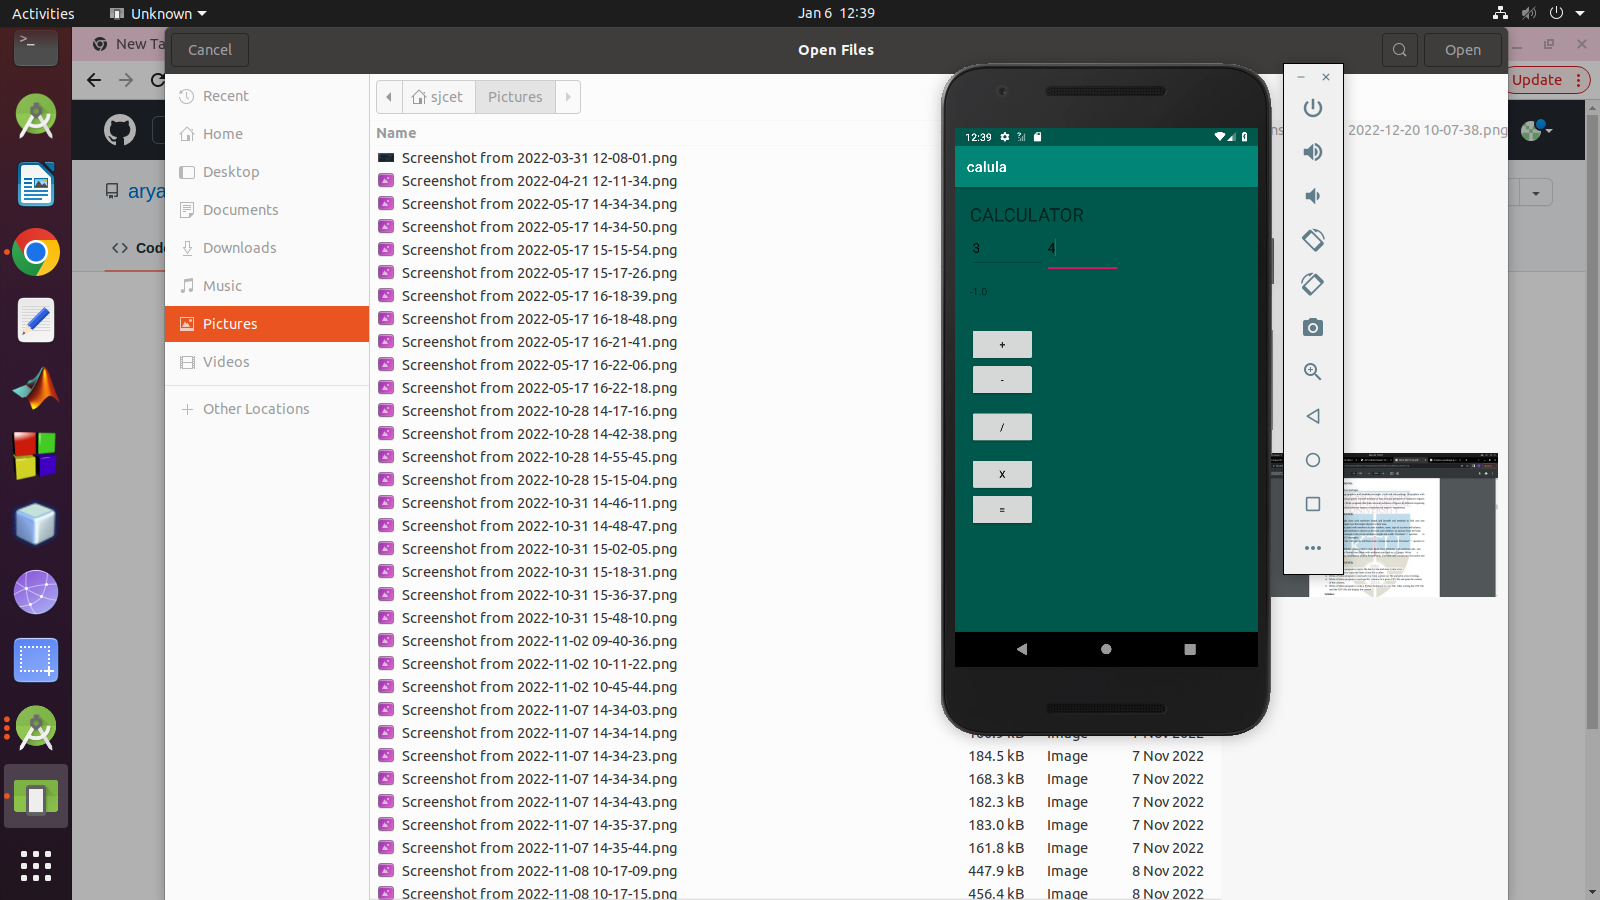 Activities
Unknown
Jan 6 12:39
New Ta
Cancel
Open Files
Open
Update
Recent
Home
Desktop
Documents
Downloads
Music
Pictures
Videos
Other Locations
sjcet
Pictures
Name
2022-12-20 10-07-38.png
arya
Code
Screenshot from 2022-03-31 12-08-01.png
Screenshot from 2022-04-21 12-11-34.png
Screenshot from 2022-05-17 14-34-34.png
Screenshot from 2022-05-17 14-34-50.png
Screenshot from 2022-05-17 15-15-54.png
Screenshot from 2022-05-17 15-17-26.png
Screenshot from 2022-05-17 16-18-39.png
Screenshot from 2022-05-17 16-18-48.png
Screenshot from 2022-05-17 16-21-41.png
Screenshot from 2022-05-17 16-22-06.png
Screenshot from 2022-05-17 16-22-18.png
Screenshot from 2022-10-28 14-17-16.png
Screenshot from 2022-10-28 14-42-38.png
Screenshot from 2022-10-28 14-55-45.png
Screenshot from 2022-10-28 15-15-04.png
Screenshot from 2022-10-31 14-46-11.png
Screenshot from 2022-10-31 14-48-47.png
Screenshot from 2022-10-31 15-02-05.png
Screenshot from 2022-10-31 15-18-31.png
Screenshot from 2022-10-31 15-36-37.png
Screenshot from 2022-10-31 15-48-10.png
Screenshot from 2022-11-02 09-40-36.png
Screenshot from 2022-11-02 10-11-22.png
Screenshot from 2022-11-02 10-45-44.png
Screenshot from 2022-11-07 14-34-03.png
Screenshot from 2022-11-07 14-34-14.png
Screenshot from 2022-11-07 14-34-23.png 184.5 kB Image 7 Nov 2022
Screenshot from 2022-11-07 14-34-34.png 168.3 kB Image 7 Nov 2022
Screenshot from 2022-11-07 14-34-43.png 182.3 kB Image 7 Nov 2022
Screenshot from 2022-11-07 14-35-37.png 183.0 kB Image 7 Nov 2022
Screenshot from 2022-11-07 14-35-44.png 161.8 kB Image 7 Nov 2022
Screenshot from 2022-11-08 10-17-09.png 447.9 kB Image 8 Nov 2022
Screenshot from 2022-11-08 10-17-15.png 456.4 kB Image 8 Nov 2022
12:39
calula
CALCULATOR
3 4
-1.0
+
-
/
X
=